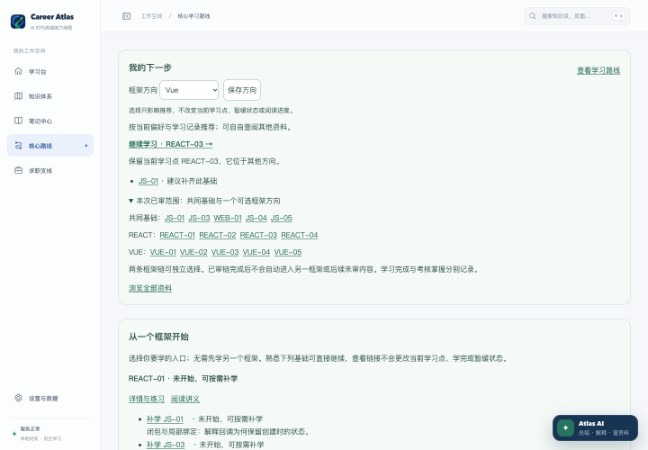 Career Atlas
工作空间 / 核心学习路线
搜索知识点、页面...
我的工作空间
学习台
知识体系
笔记中心
核心路线
求职支线
设置与数据
服务正常
Atlas AI
我的下一步
查看学习路线
框架方向 Vue 保存方向
选择只影响推荐，不改变当前学习点、暂缓状态或阅读进度。
按当前偏好与学习记录推荐；可自由查阅其他资料。
继续学习 · REACT-03 →
保留当前学习点 REACT-03，它位于其他方向。
JS-01 · 建议补齐此基础
▼ 本次已审范围：共同基础与一个可选框架方向
共同基础： JS-01 JS-03 WEB-01 JS-04 JS-05
REACT： REACT-01 REACT-02 REACT-03 REACT-04
VUE： VUE-01 VUE-02 VUE-03 VUE-04 VUE-05
两条框架链可独立选择。已审链完成后不会自动进入另一框架或后续未审内容。学习完成与考核掌握分别记录。
浏览全部资料
从一个框架开始
选择你要学的入口；无需先学另一个框架。熟悉下列基础可直接继续，查看链接不会更改当前学习点、学完或暂缓状态。
REACT-01 · 未开始，可按需补学
详情与练习 阅读讲义
补学 JS-01 · 未开始，可按需补学
闭包与局部绑定：解释回调为何保留创建时的状态。
补学 JS-03 · 未开始，可按需补学